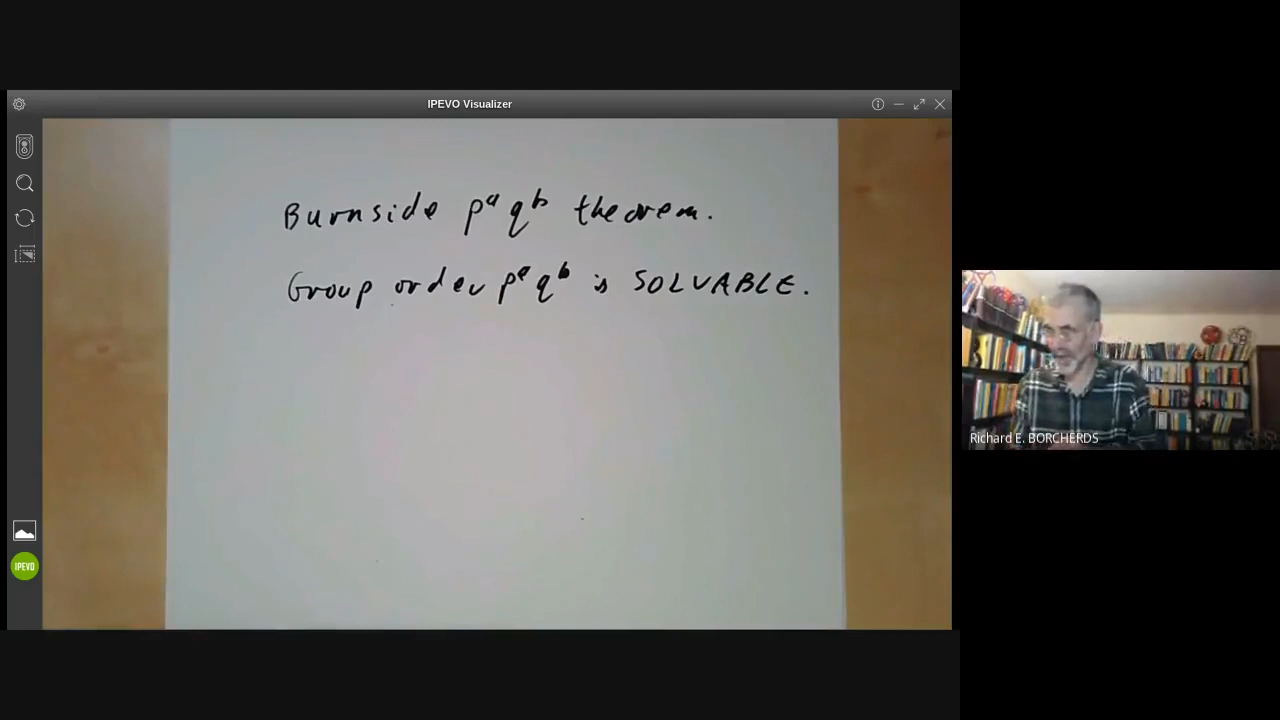 IPEVO Visualizer
Burnside p^a q^b theorem.
Group order p^a q^b is SOLVABLE.
IPEVO
Richard E. BORCHERDS